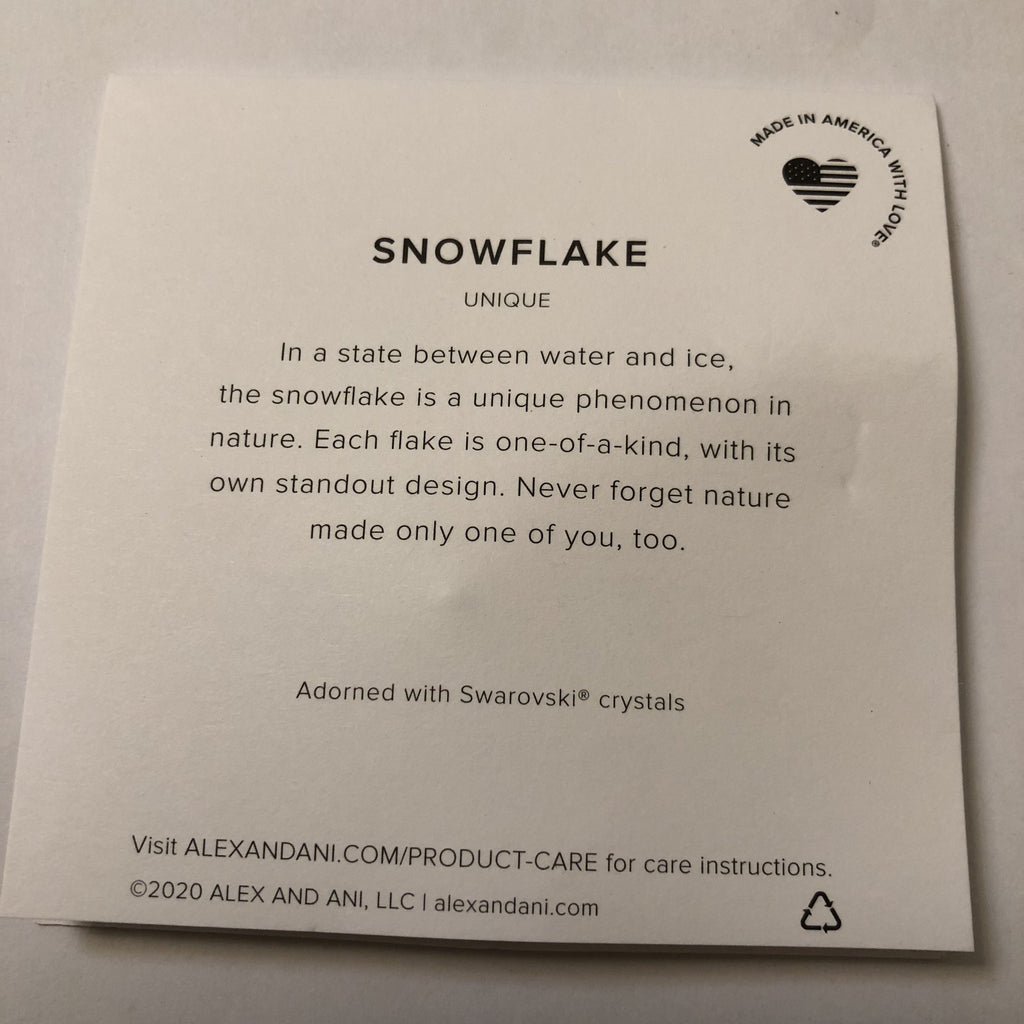 MADE IN AMERICA WITH LOVE®
SNOWFLAKE
UNIQUE
In a state between water and ice,
the snowflake is a unique phenomenon in
nature. Each flake is one-of-a-kind, with its
own standout design. Never forget nature
made only one of you, too.
Adorned with Swarovski® crystals
Visit ALEXANDANI.COM/PRODUCT-CARE for care instructions.
©2020 ALEX AND ANI, LLC | alexandani.com